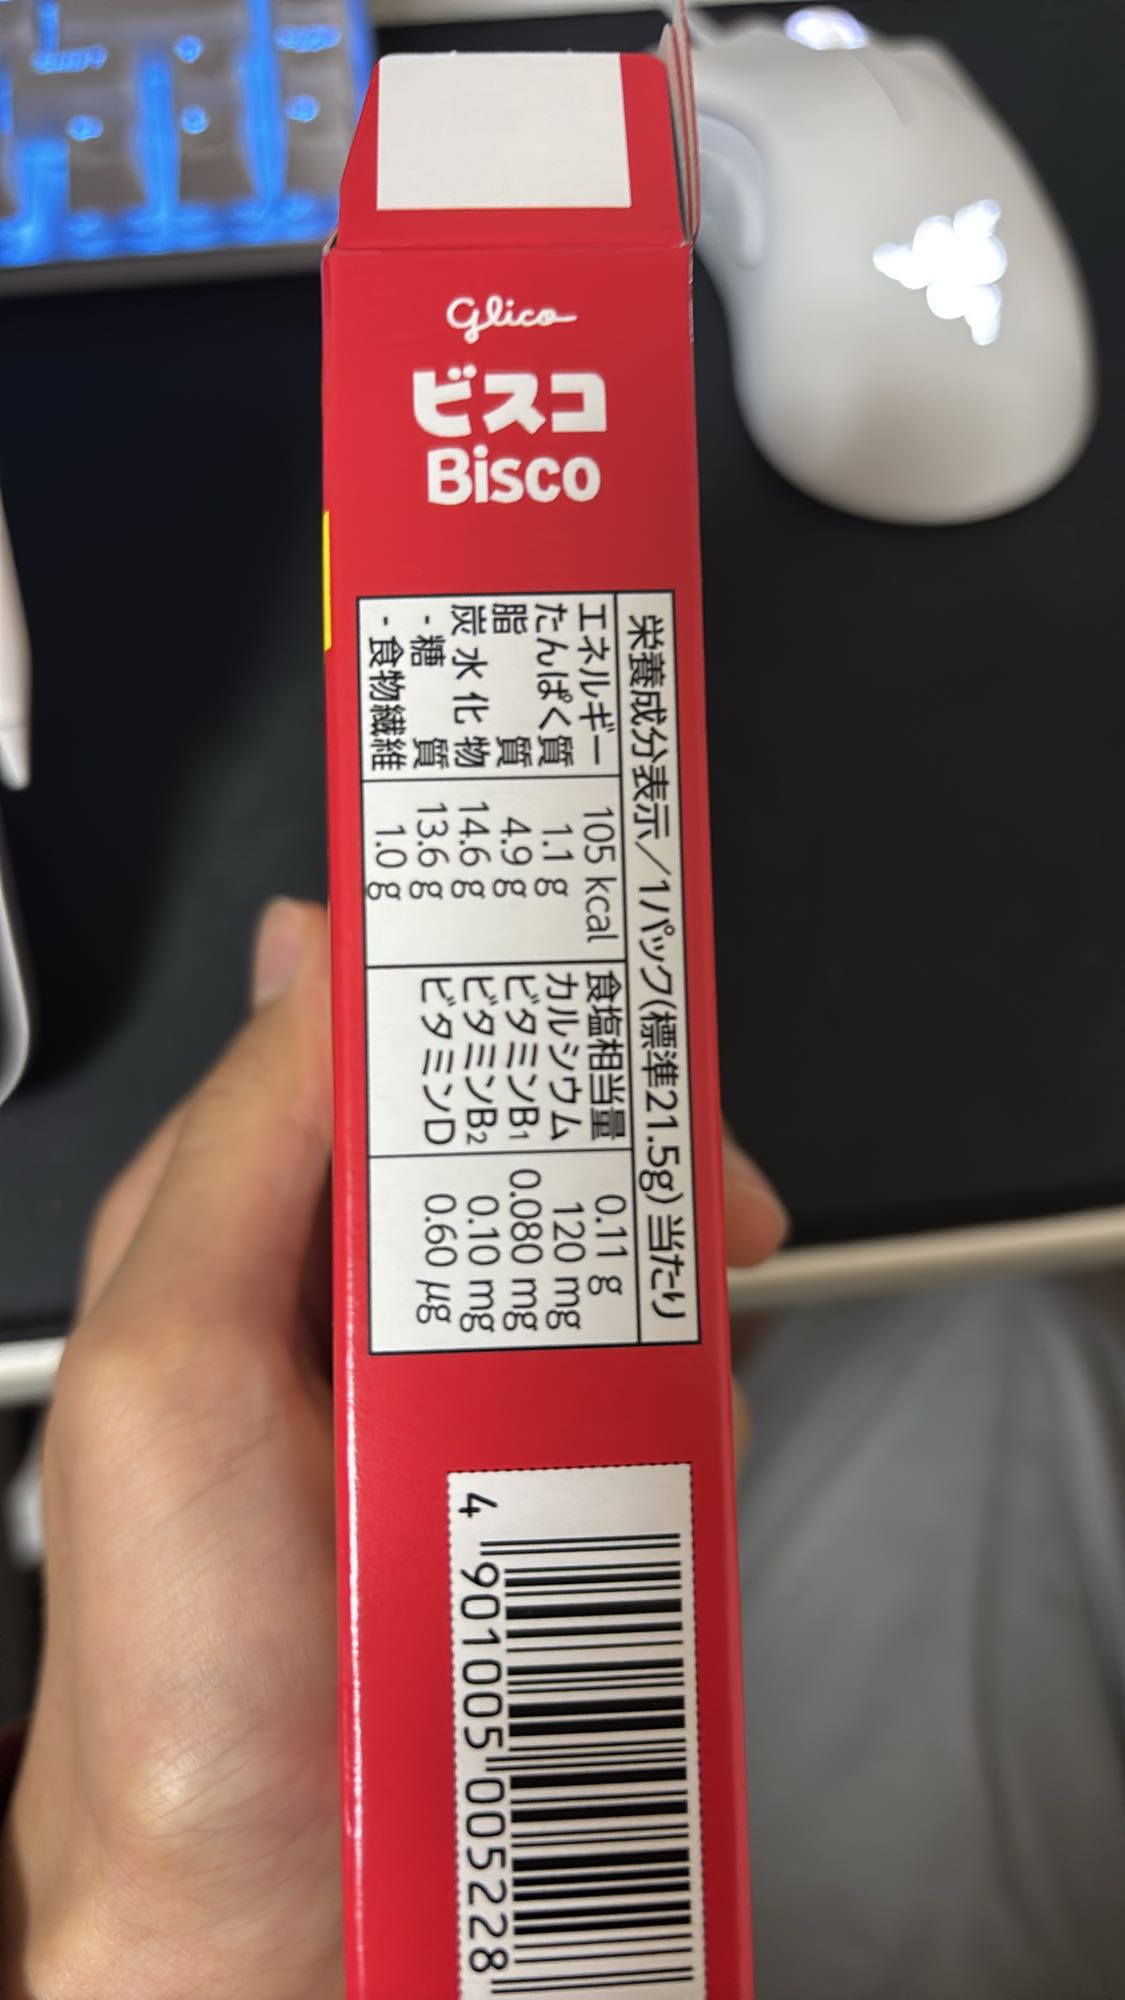 Glico
ビスコ
Bisco
栄養成分表示／1パック(標準21.5g)当たり
エネルギー 105 kcal 食塩相当量 0.11 g
たんぱく質 1.1 g カルシウム 120 mg
脂質 4.9 g ビタミンB1 0.080 mg
炭水化物 14.6 g ビタミンB2 0.10 mg
- 糖質 13.6 g ビタミンD 0.60 μg
- 食物繊維 1.0 g
4 901005 005228